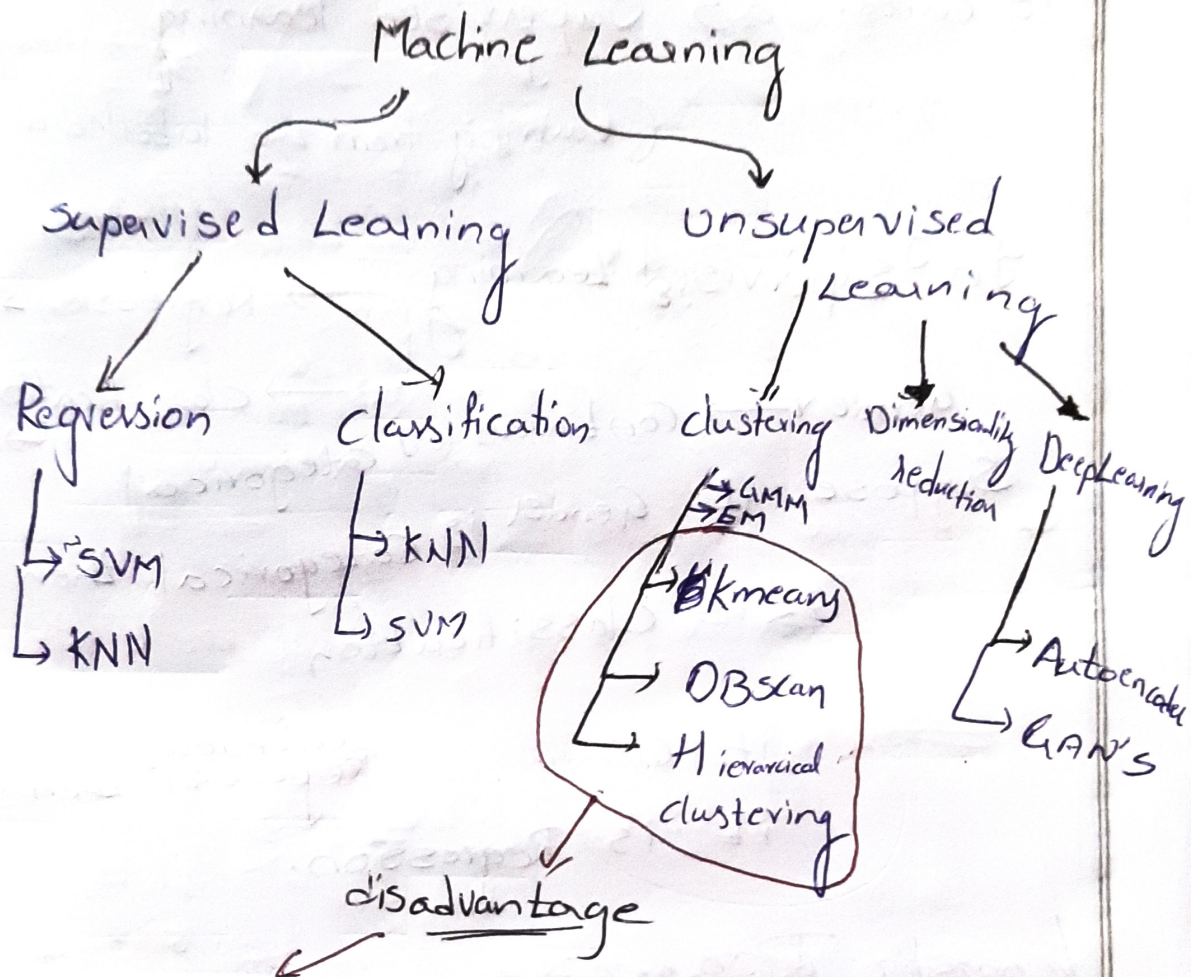 Machine Learning
Supervised Learning
Unsupervised
Learning
Regression
Classification
Clustering
Dimensionality
reduction
DeepLearning
GMM
EM
SVM
KNN
KNN
SVM
Kmeans
DBscan
Hierarcical
clustering
Autoencoder
GAN's
disadvantage